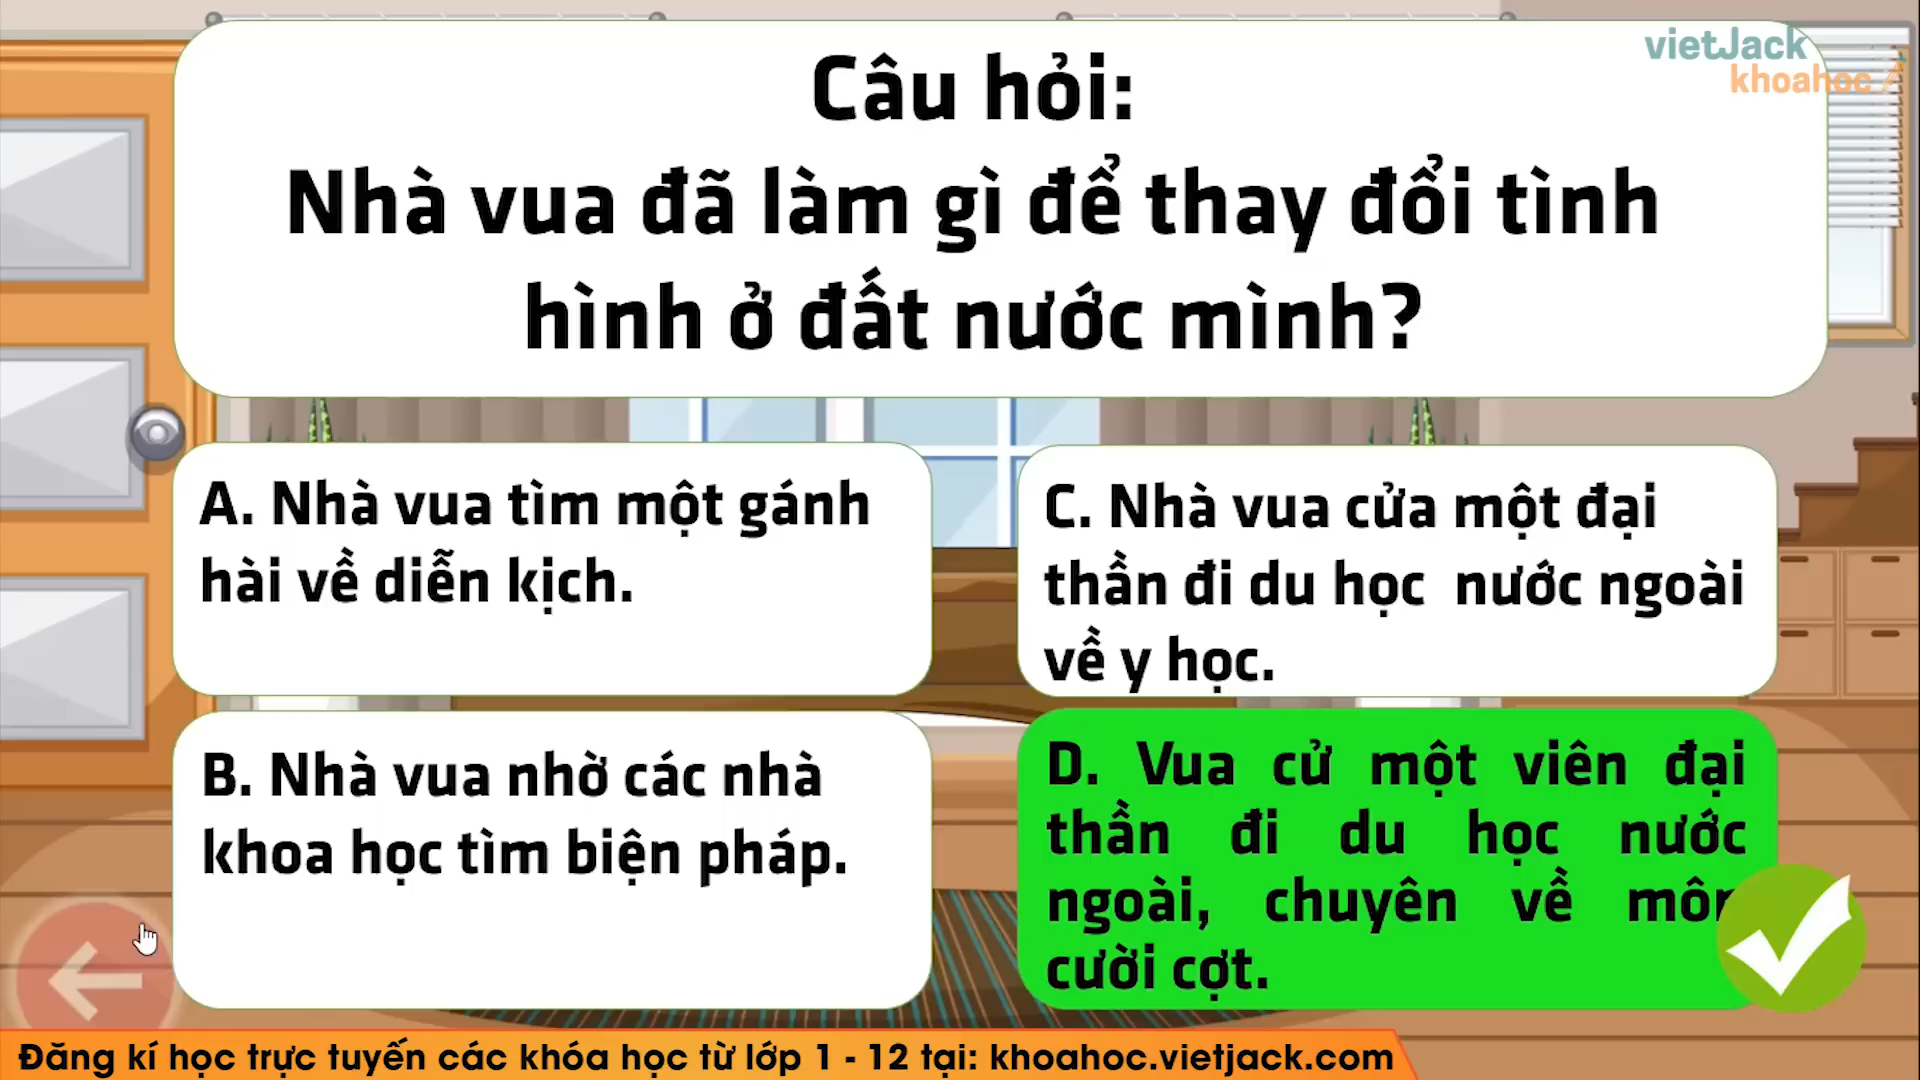 vietJack
khoahoc
Câu hỏi:
Nhà vua đã làm gì để thay đổi tình
hình ở đất nước mình?
A. Nhà vua tìm một gánh
hài về diễn kịch.
B. Nhà vua nhờ các nhà
khoa học tìm biện pháp.
C. Nhà vua cửa một đại
thần đi du học nước ngoài
về y học.
D. Vua cử một viên đại
thần đi du học nước
ngoài, chuyên về môn
cười cợt.
Đăng kí học trực tuyến các khóa học từ lớp 1 - 12 tại: khoahoc.vietjack.com